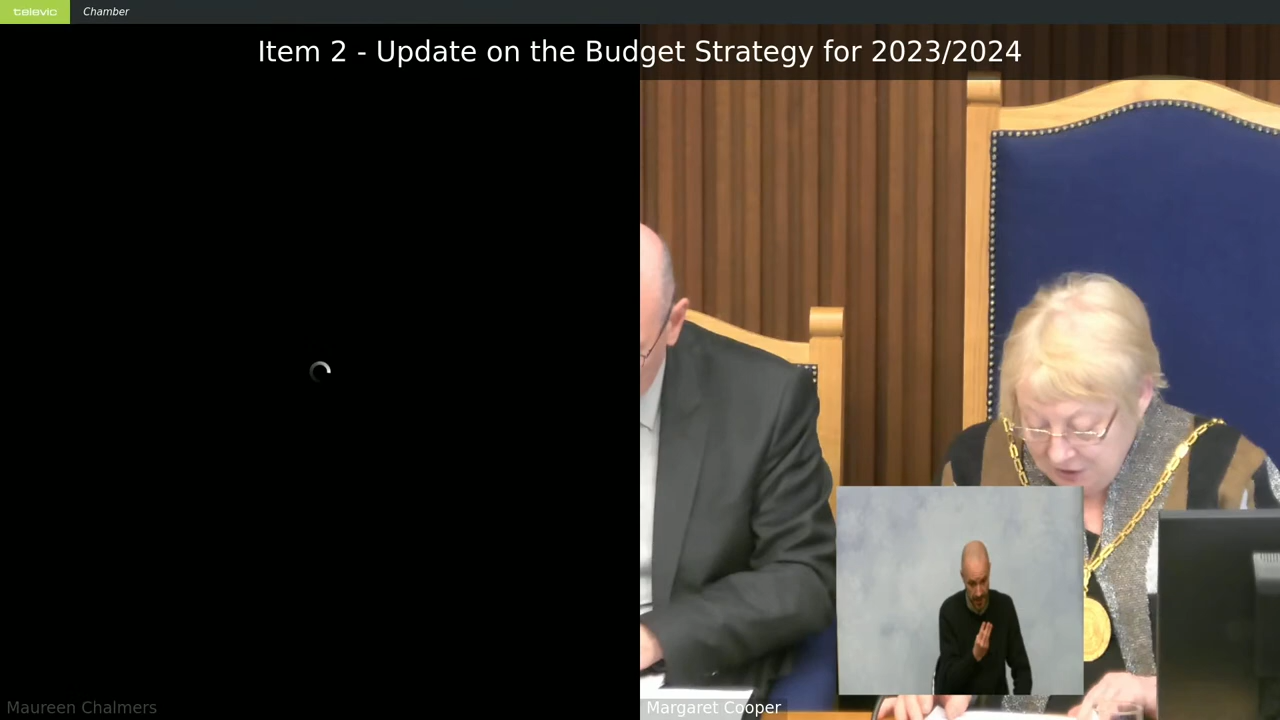 televic
Chamber
Item 2 - Update on the Budget Strategy for 2023/2024
Maureen Chalmers
Margaret Cooper